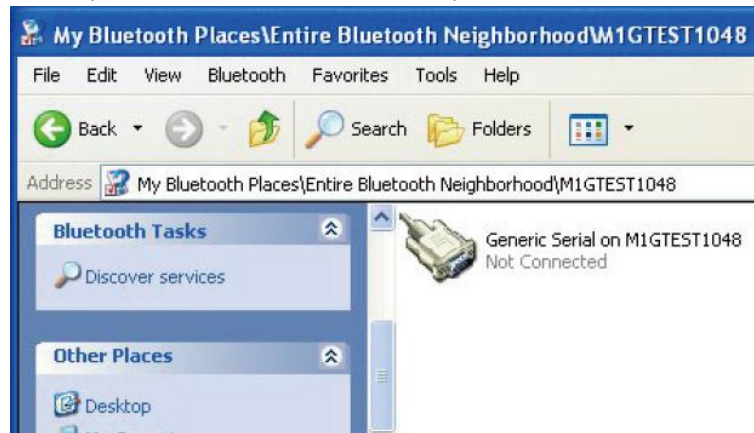 My Bluetooth Places\Entire Bluetooth Neighborhood\M1GTEST1048
File Edit View Bluetooth Favorites Tools Help
Back Search Folders
Address My Bluetooth Places\Entire Bluetooth Neighborhood\M1GTEST1048
Bluetooth Tasks
Discover services
Other Places
Desktop
Generic Serial on M1GTEST1048
Not Connected